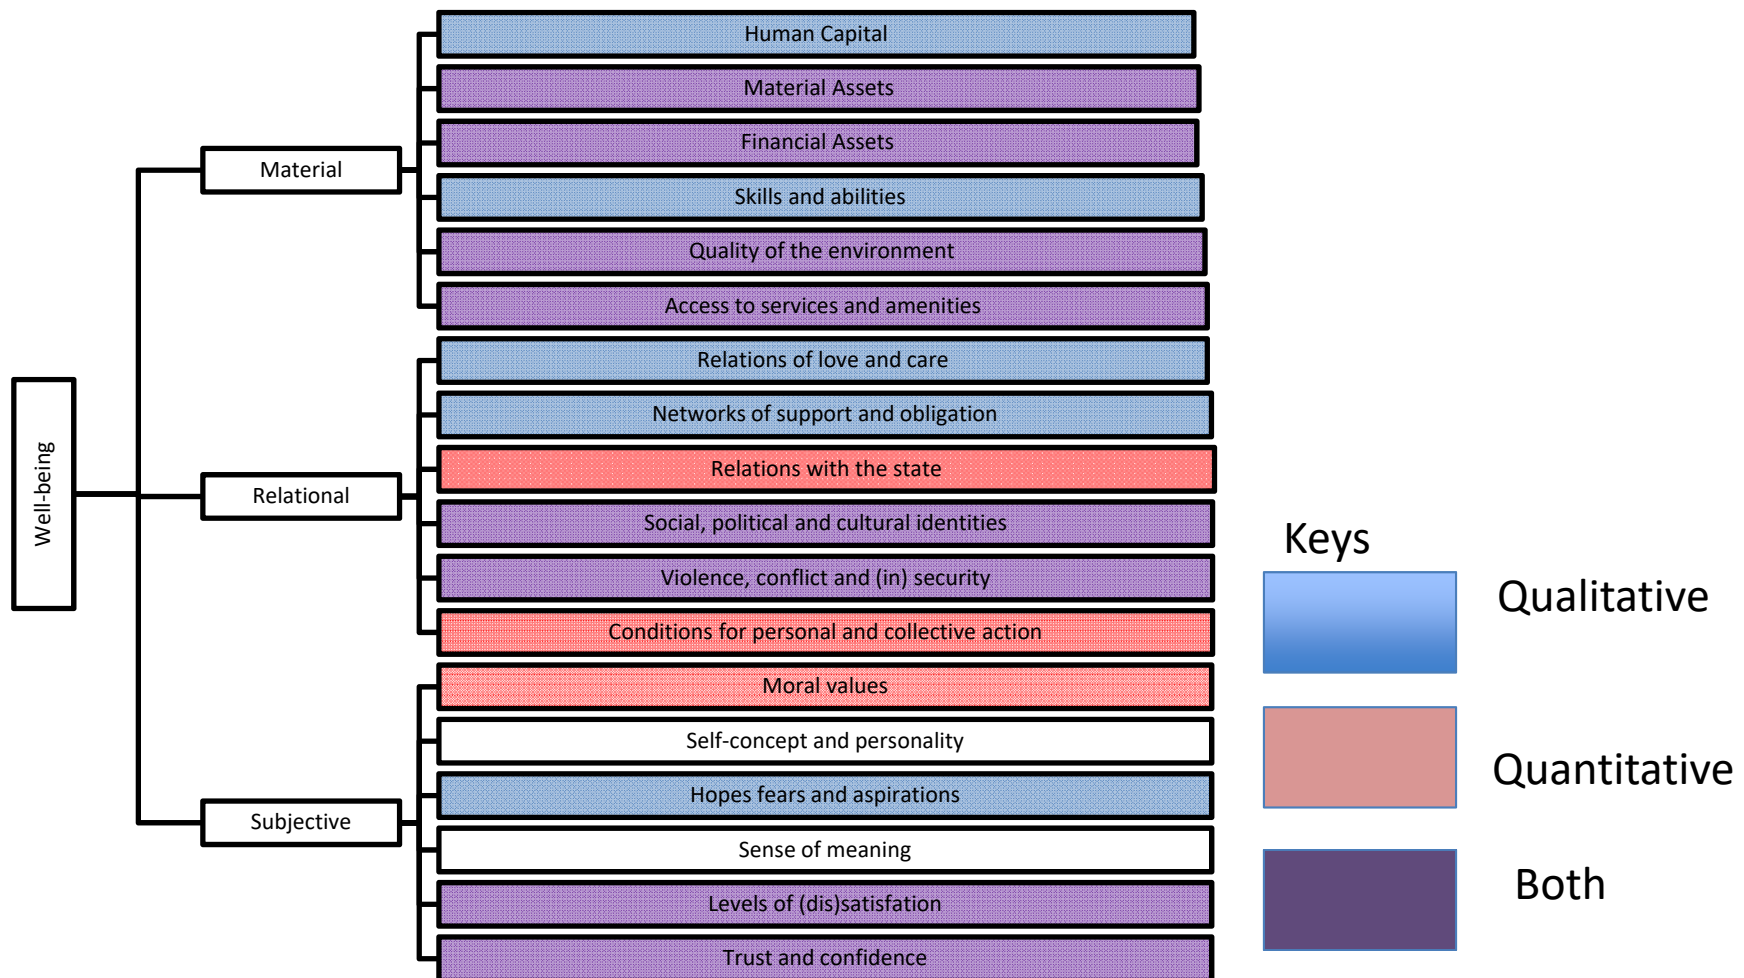 Well-being
Material
Human Capital
Material Assets
Financial Assets
Skills and abilities
Quality of the environment
Access to services and amenities
Relational
Relations of love and care
Networks of support and obligation
Relations with the state
Social, political and cultural identities
Violence, conflict and (in) security
Conditions for personal and collective action
Subjective
Moral values
Self-concept and personality
Hopes fears and aspirations
Sense of meaning
Levels of (dis)satisfation
Trust and confidence
Keys
Qualitative
Quantitative
Both